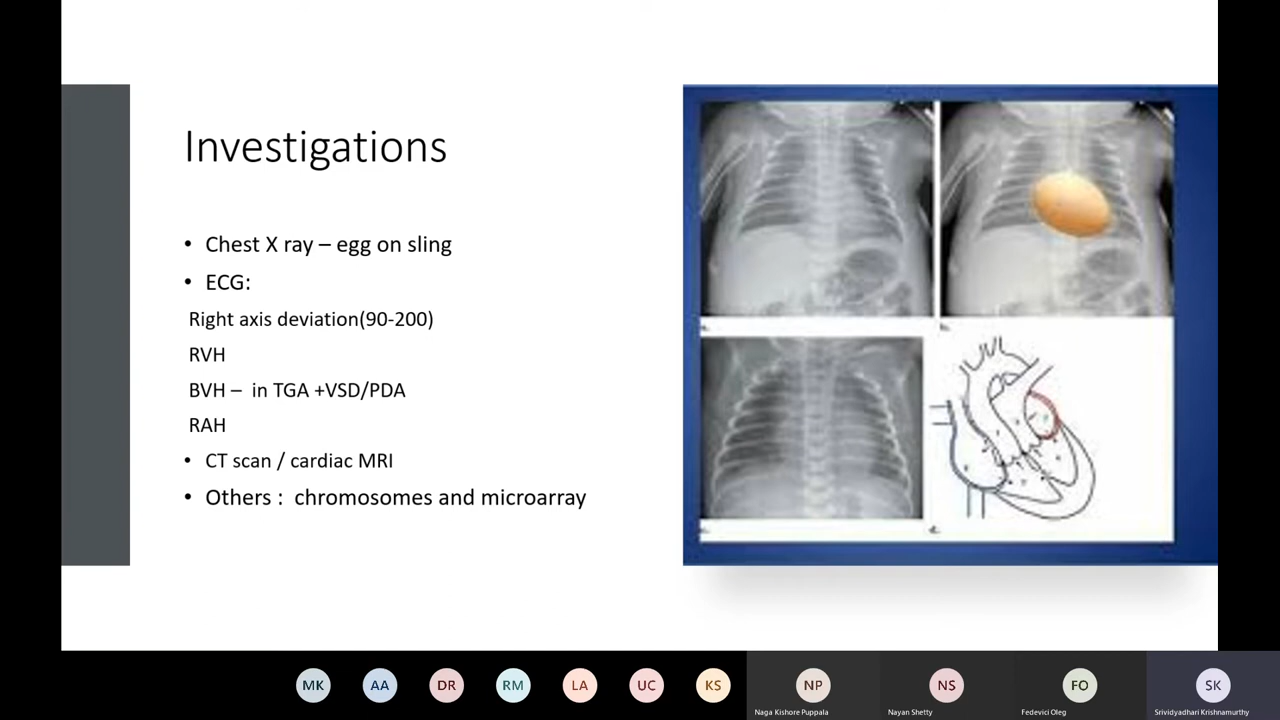 Investigations
• Chest X ray – egg on sling
• ECG:
Right axis deviation(90-200)
RVH
BVH – in TGA +VSD/PDA
RAH
• CT scan / cardiac MRI
• Others : chromosomes and microarray
MK AA DR RM LA UC KS NP NS FO SK
Naga Kishore Puppala Nayan Shetty Fedevici Oleg Srividyadhari Krishnamurthy